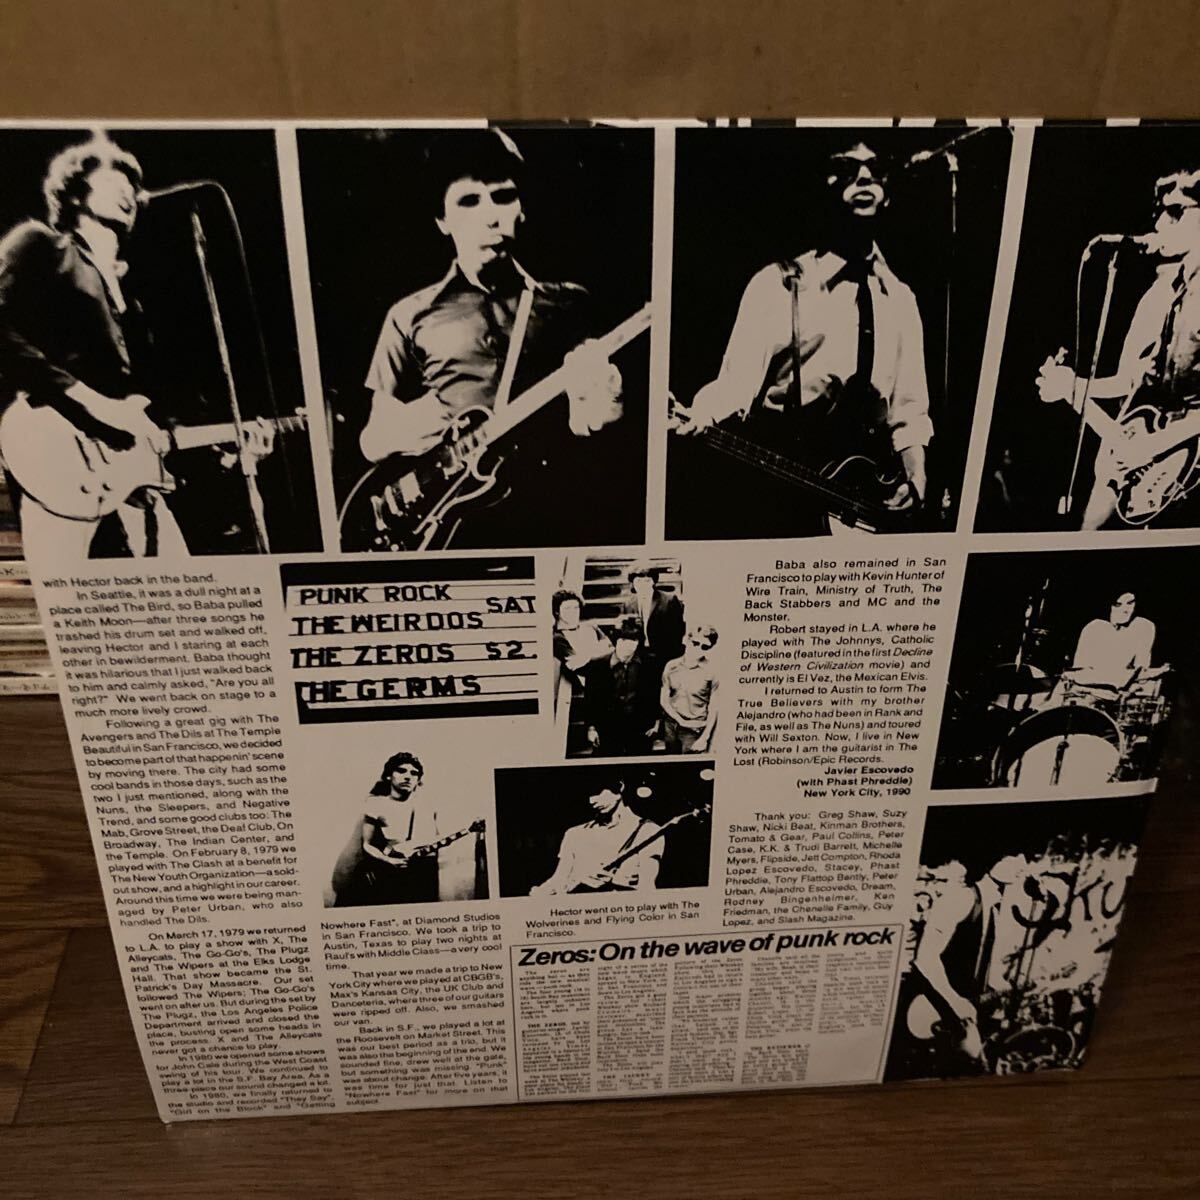 with Hector back in the band.
In Seattle, it was a dull night at a
place called The Bird, so Baba pulled
a Keith Moon—after three songs he
trashed his drum set and walked off,
leaving Hector and I staring at each
other in bewilderment. Baba thought
it was hilarious that I just walked back
to him and calmly asked, "Are you all
right?" We went back on stage to a
much more lively crowd.
Following a great gig with The
Avengers and The Dils at The Temple
Beautiful in San Francisco, we decided
to become part of that happenin' scene
by moving there. The city had some
cool bands in those days, such as the
two I just mentioned, along with the
Nuns, the Sleepers, and Negative
Trend, and some good clubs too: The
Mab, Grove Street, the Deaf Club, On
Broadway, The Indian Center, and
the Temple. On February 8, 1979 we
played with The Clash at a benefit for
The New Youth Organization—a sold-
out show, and a highlight in our career.
Around this time we were being man-
aged by Peter Urban, who also
handled The Dils.
On March 17, 1979 we returned
to L.A. to play a show with X, The
Alleycats, The Go-Go's, The Plugz
and The Wipers at the Elks Lodge
Hall. That show became the St.
Patrick's Day Massacre. Our set
followed The Wipers; The Go-Go's
went on after us. But during the set by
The Plugz, the Los Angeles Police
Department arrived and closed the
place, busting open some heads in
the process. X and The Alleycats
never got a chance to play.
In 1980 we opened some shows
for John Cale during the West Coast
swing of his tour. We continued to
play a lot in the S.F. Bay Area. As a
three-piece our sound changed a lot.
In 1980, we finally returned to
the studio and recorded "They Say",
"Girl on the Block" and "Getting
PUNK ROCK
THE WEIRDOS SAT
THE ZEROS $2.
THE GERMS
Nowhere Fast", at Diamond Studios
in San Francisco. We took a trip to
Austin, Texas to play two nights at
Raul's with Middle Class—a very cool
time.
That year we made a trip to New
York City where we played at CBGB's,
Max's Kansas City, the UK Club and
Danceteria, where three of our guitars
were ripped off. Also, we smashed
our van.
Back in S.F., we played a lot at
the Roosevelt on Market Street. This
was our best period as a trio, but it
was also the beginning of the end. We
sounded fine, drew well at the gate,
but something was missing. "Punk"
was about change. After five years, it
was time for just that. Listen to
"Nowhere Fast" for more on that
subject.
Hector went on to play with The
Wolverines and Flying Color in San
Francisco.
Baba also remained in San
Francisco to play with Kevin Hunter of
Wire Train, Ministry of Truth, The
Back Stabbers and MC and the
Monster.
Robert stayed in L.A. where he
played with The Johnnys, Catholic
Discipline (featured in the first Decline
of Western Civilization movie) and
currently is El Vez, the Mexican Elvis.
I returned to Austin to form The
True Believers with my brother
Alejandro (who had been in Rank and
File, as well as The Nuns) and toured
with Will Sexton. Now, I live in New
York where I am the guitarist in The
Lost (Robinson/Epic Records.
Javier Escovedo
(with Phast Phreddie)
New York City, 1990
Thank you: Greg Shaw, Suzy
Shaw, Nicki Beat, Kinman Brothers,
Tomato & Gear, Paul Collins, Peter
Case, K.K. & Trudi Barrett, Michelle
Myers, Flipside, Jett Compton, Rhoda
Lopez Escovedo, Stacey, Phast
Phreddie, Tony Flattop Bently, Peter
Urban, Alejandro Escovedo, Dream,
Rodney Bingenheimer, Ken
Friedman, the Chenelle Family, Guy
Lopez, and Slash Magazine.
Zeros: On the wave of punk rock